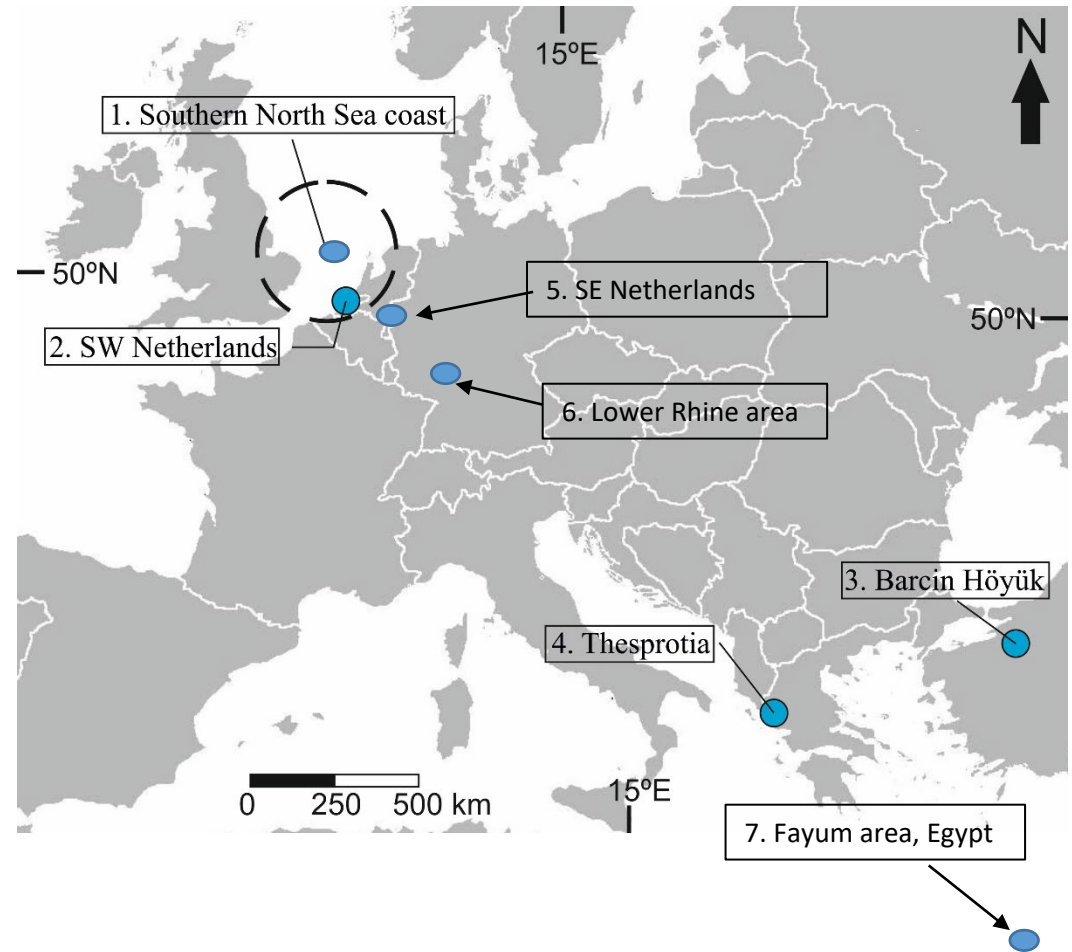 15ºE
N
1. Southern North Sea coast
50ºN
5. SE Netherlands
50ºN
2. SW Netherlands
6. Lower Rhine area
3. Barcin Höyük
4. Thesprotia
0 250 500 km
15ºE
7. Fayum area, Egypt